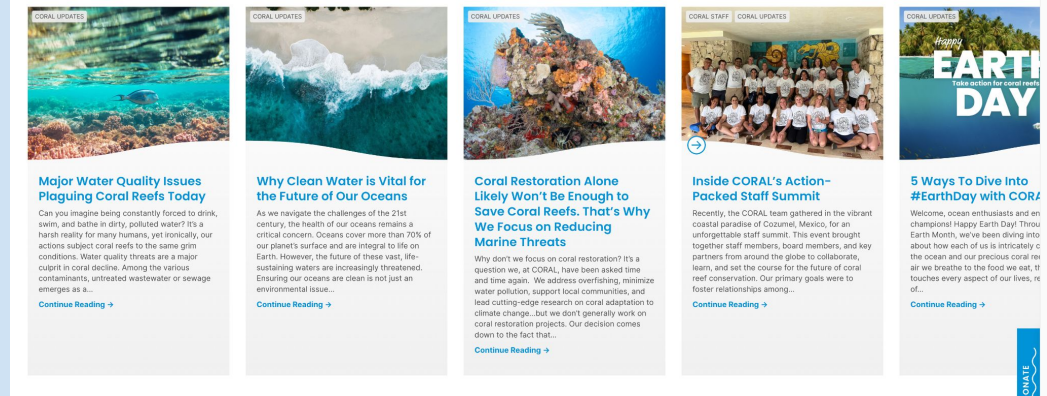 CORAL UPDATES
Major Water Quality Issues
Plaguing Coral Reefs Today
Can you imagine being constantly forced to drink,
swim, and bathe in dirty, polluted water? It's a
harsh reality for many humans, yet ironically, our
actions subject coral reefs to the same grim
conditions. Water quality threats are a major
culprit in coral decline. Among the various
contaminants, untreated wastewater or sewage
emerges as a...
Continue Reading →
CORAL UPDATES
Why Clean Water is Vital for
the Future of Our Oceans
As we navigate the challenges of the 21st
century, the health of our oceans remains a
critical concern. Oceans cover more than 70% of
our planet's surface and are integral to life on
Earth. However, the future of these vast, life-
sustaining waters are increasingly threatened.
Ensuring our oceans are clean is not just an
environmental issue...
Continue Reading →
CORAL UPDATES
Coral Restoration Alone
Likely Won't Be Enough to
Save Coral Reefs. That's Why
We Focus on Reducing
Marine Threats
Why don't we focus on coral restoration? It's a
question we, at CORAL, have been asked time
and time again.  We address overfishing, minimize
water pollution, support local communities, and
lead cutting-edge research on coral adaptation to
climate change…but we don't generally work on
coral restoration projects. Our decision comes
down to the fact that...
Continue Reading →
CORAL STAFF CORAL UPDATES
Inside CORAL's Action-
Packed Staff Summit
Recently, the CORAL team gathered in the vibrant
coastal paradise of Cozumel, Mexico, for an
unforgettable staff summit. This event brought
together staff members, board members, and key
partners from around the globe to collaborate,
learn, and set the course for the future of coral
reef conservation. Our primary goals were to
foster relationships among...
Continue Reading →
CORAL UPDATES
Happy
EARTH
Take action for coral reefs
DAY
5 Ways To Dive Into
#EarthDay with CORA
Welcome, ocean enthusiasts and en
champions! Happy Earth Day! Throu
Earth Month, we've been diving into
about how each of us is intricately c
the ocean and our precious coral ree
air we breathe to the food we eat, th
touches every aspect of our lives, re
of...
Continue Reading →
ONATE